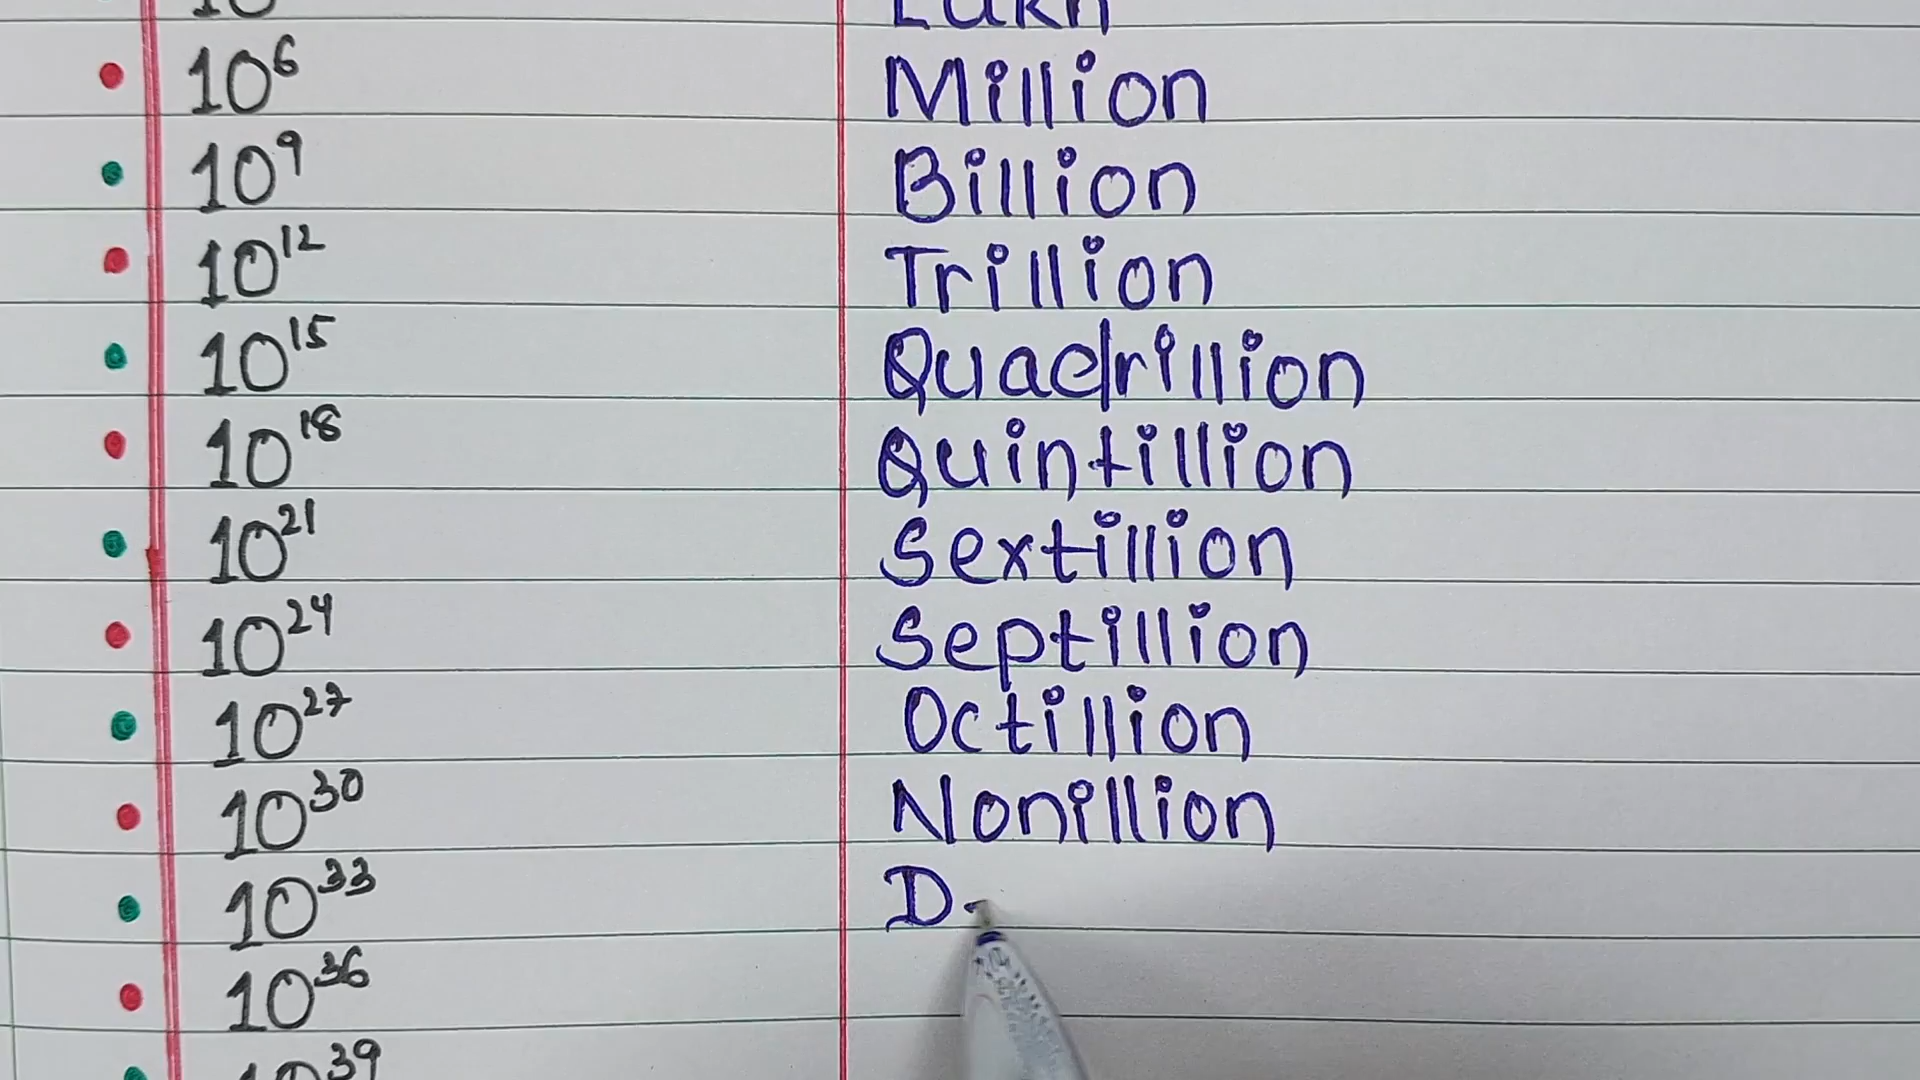 10 Lakh
10⁶ Million
10⁹ Billion
10¹² Trillion
10¹⁵ Quadrillion
10¹⁸ Quintillion
10²¹ Sextillion
10²⁴ Septillion
10²⁷ Octillion
10³⁰ Nonillion
10³³ D
10³⁶
10³⁹